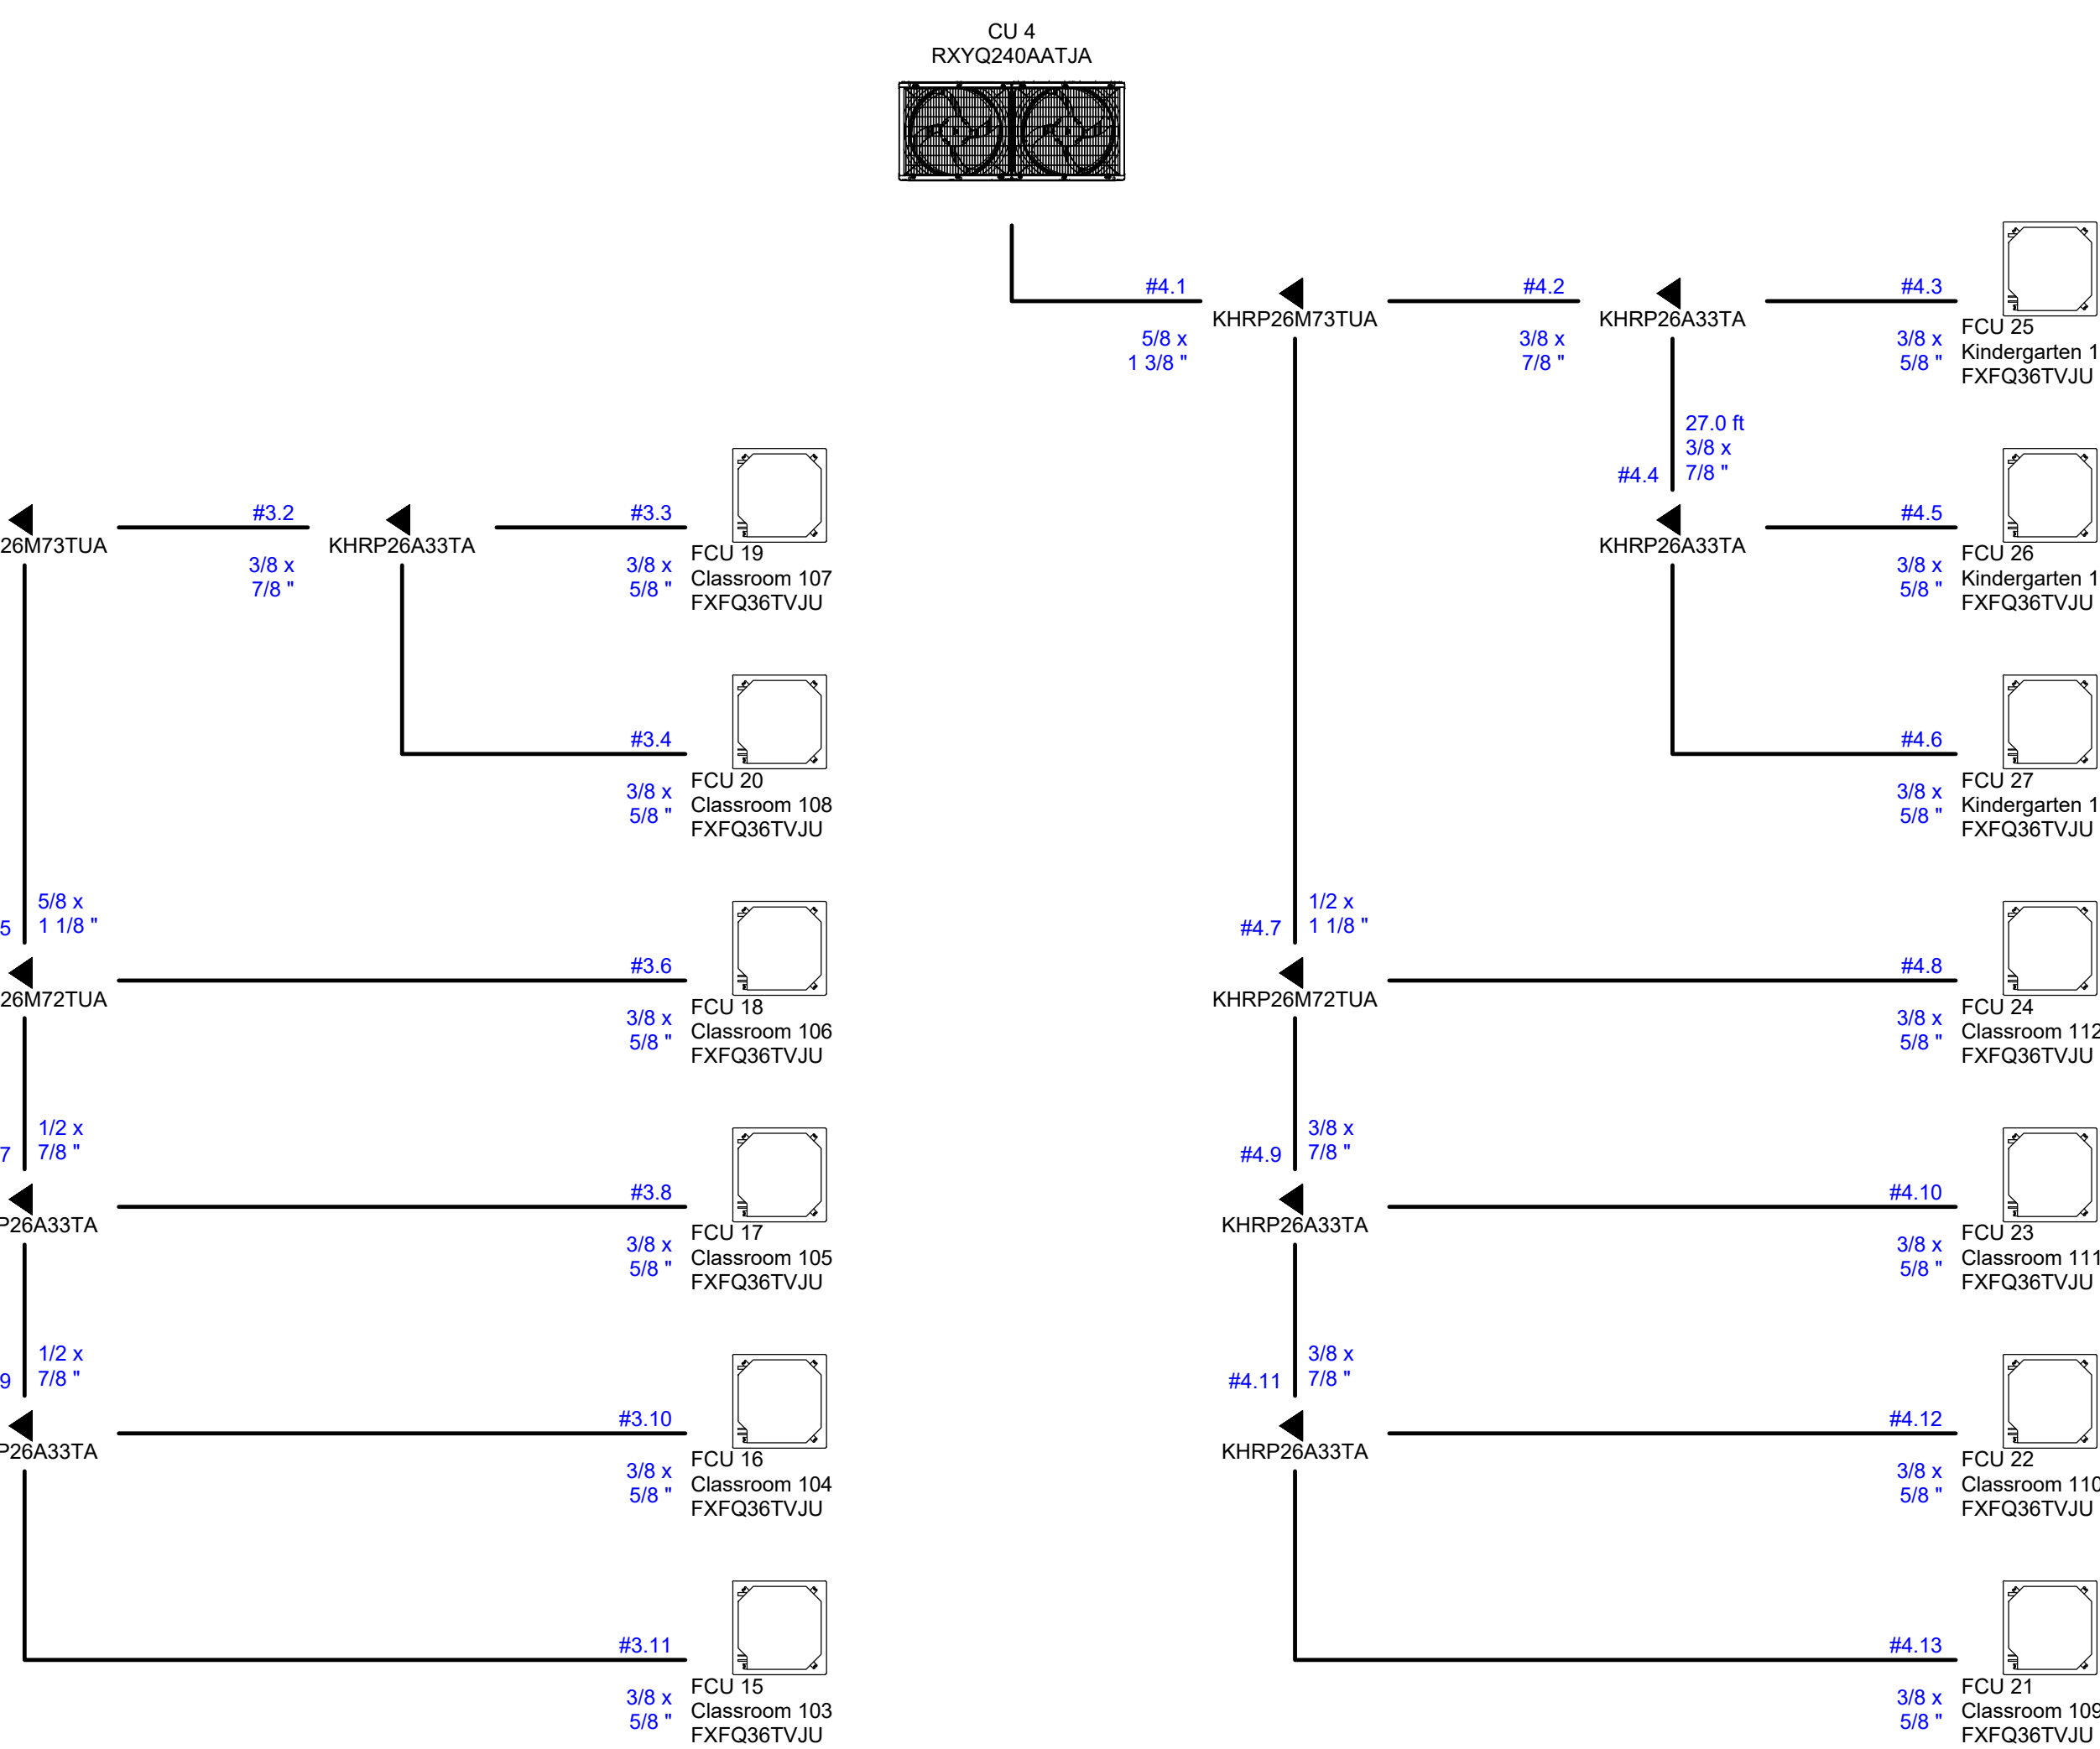 CU 4
RXYQ240AATJA
#4.1
5/8 x
1 3/8 "
KHRP26M73TUA
#4.2
3/8 x
7/8 "
KHRP26A33TA
#4.3
3/8 x
5/8 "
FCU 25
Kindergarten 1
FXFQ36TVJU
27.0 ft
3/8 x
7/8 "
#4.4
KHRP26A33TA
#4.5
3/8 x
5/8 "
FCU 26
Kindergarten 1
FXFQ36TVJU
#4.6
3/8 x
5/8 "
FCU 27
Kindergarten 1
FXFQ36TVJU
#4.7
1/2 x
1 1/8 "
KHRP26M72TUA
#4.8
3/8 x
5/8 "
FCU 24
Classroom 112
FXFQ36TVJU
#4.9
3/8 x
7/8 "
KHRP26A33TA
#4.10
3/8 x
5/8 "
FCU 23
Classroom 111
FXFQ36TVJU
#4.11
3/8 x
7/8 "
KHRP26A33TA
#4.12
3/8 x
5/8 "
FCU 22
Classroom 110
FXFQ36TVJU
#4.13
3/8 x
5/8 "
FCU 21
Classroom 109
FXFQ36TVJU
26M73TUA
#3.2
3/8 x
7/8 "
KHRP26A33TA
#3.3
3/8 x
5/8 "
FCU 19
Classroom 107
FXFQ36TVJU
#3.4
3/8 x
5/8 "
FCU 20
Classroom 108
FXFQ36TVJU
5
5/8 x
1 1/8 "
26M72TUA
#3.6
3/8 x
5/8 "
FCU 18
Classroom 106
FXFQ36TVJU
7
1/2 x
7/8 "
P26A33TA
#3.8
3/8 x
5/8 "
FCU 17
Classroom 105
FXFQ36TVJU
9
1/2 x
7/8 "
P26A33TA
#3.10
3/8 x
5/8 "
FCU 16
Classroom 104
FXFQ36TVJU
#3.11
3/8 x
5/8 "
FCU 15
Classroom 103
FXFQ36TVJU